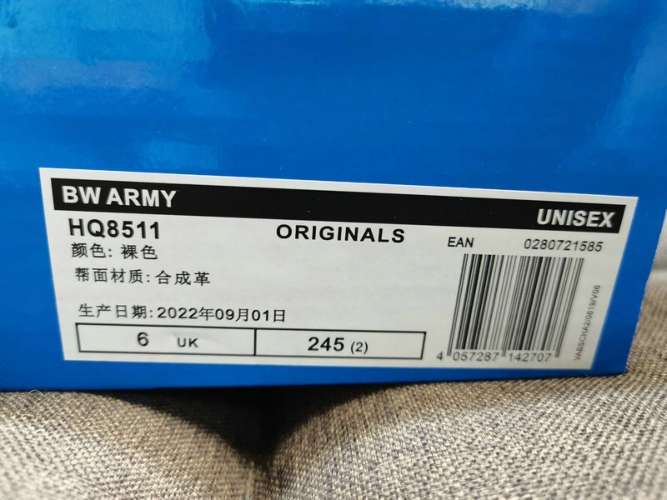 BW ARMY
UNISEX
HQ8511
ORIGINALS
EAN 0280721585
颜色: 裸色
帮面材质: 合成革
生产日期:2022年09月01日
6 UK 245 (2)
4 057287 142707